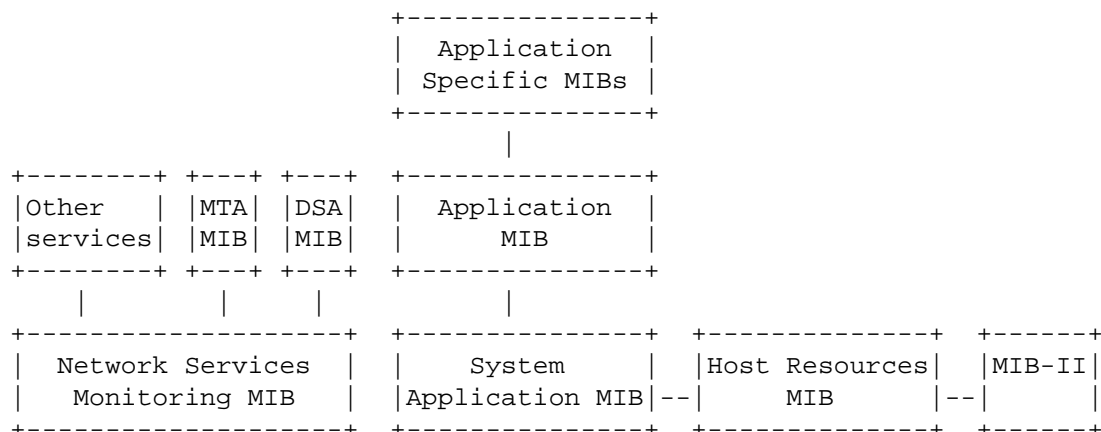 +---------------+
|  Application  |
| Specific MIBs |
+---------------+
|
+--------+ +---+ +---+  +---------------+
|Other   | |MTA| |DSA|  |  Application  |
|services| |MIB| |MIB|  |      MIB      |
+--------+ +---+ +---+  +---------------+
|        |     |           |
+--------------------+  +---------------+  +--------------+  +------+
|  Network Services  |  |    System     |  |Host Resources|  |MIB-II|
|   Monitoring MIB   |  |Application MIB|--|     MIB      |--|      |
+--------------------+  +---------------+  +--------------+  +------+